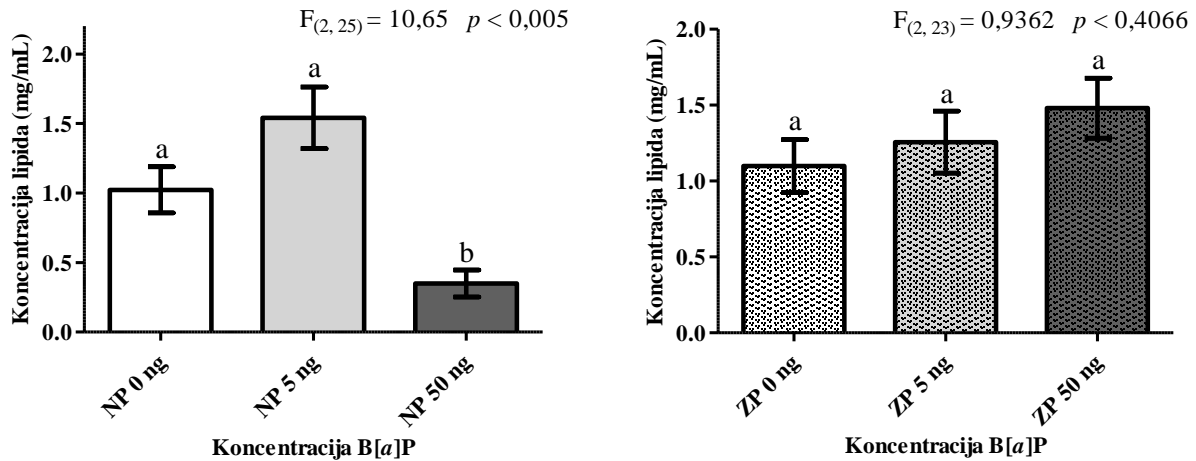 F(2, 25) = 10,65 p < 0,005
Koncentracija lipida (mg/mL)
2.0
1.5
1.0
0.5
0.0
a
a
b
NP 0 ng
NP 5 ng
NP 50 ng
Koncentracija B[a]P
F(2, 23) = 0,9362 p < 0,4066
Koncentracija lipida (mg/mL)
2.0
1.5
1.0
0.5
0.0
a
a
a
ZP 0 ng
ZP 5 ng
ZP 50 ng
Koncentracija B[a]P